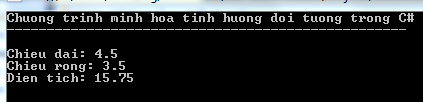 Chuong trinh minh hoa tinh huong doi tuong trong C#
---------------------------------------------------
Chieu dai: 4.5
Chieu rong: 3.5
Dien tich: 15.75